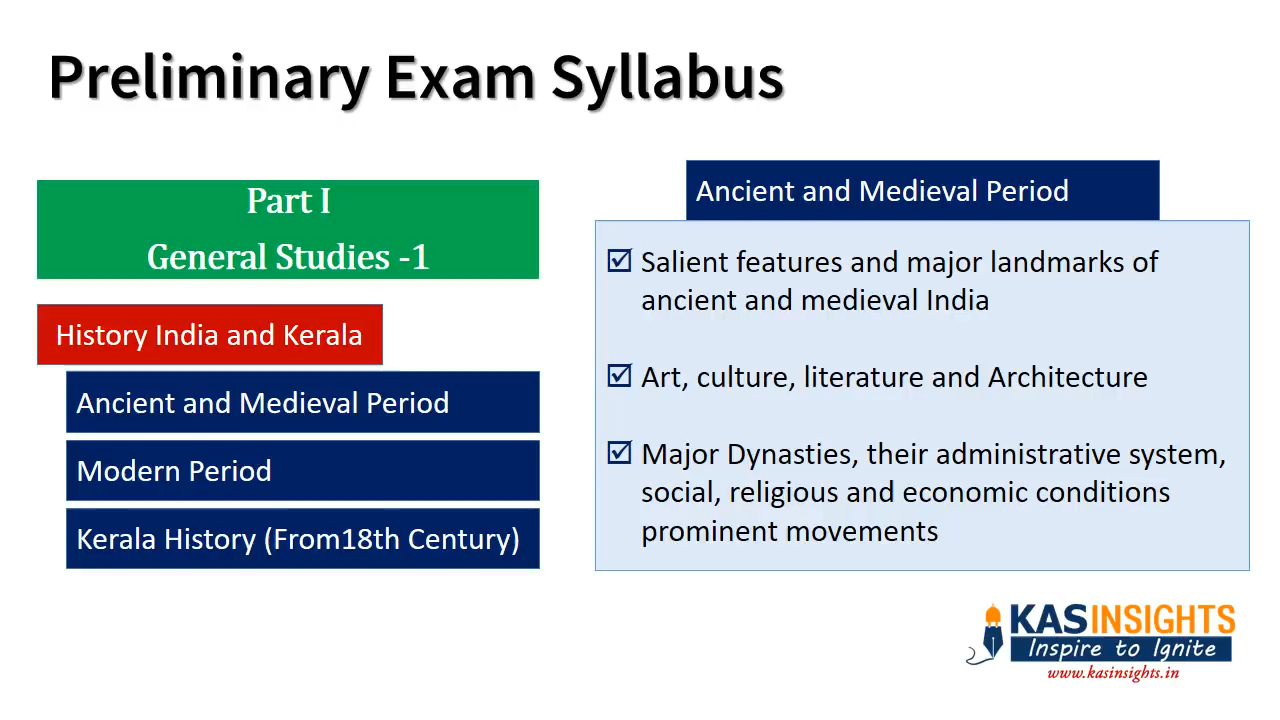 Preliminary Exam Syllabus
Part I
General Studies -1
History India and Kerala
Ancient and Medieval Period
Modern Period
Kerala History (From18th Century)
Ancient and Medieval Period
Salient features and major landmarks of
ancient and medieval India
Art, culture, literature and Architecture
Major Dynasties, their administrative system,
social, religious and economic conditions
prominent movements
KASINSIGHTS
Inspire to Ignite
www.kasinsights.in